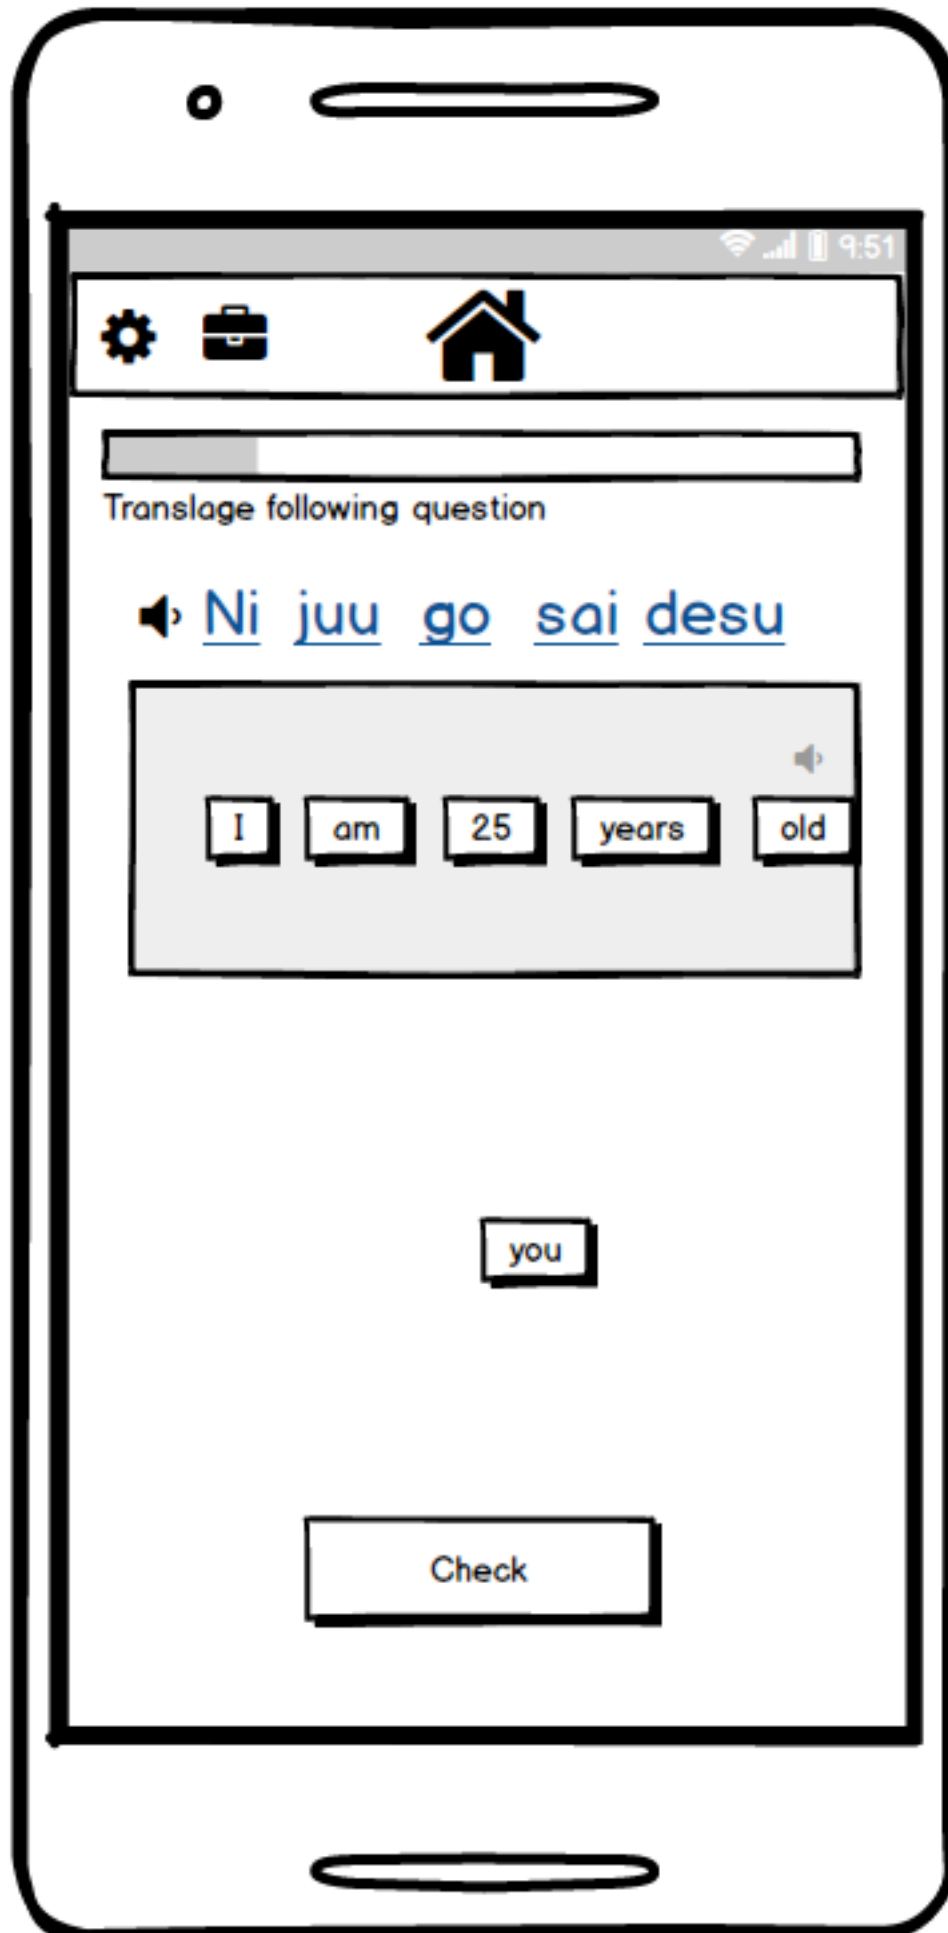 9:51
Translage following question
Ni juu go sai desu
I am 25 years old
you
Check